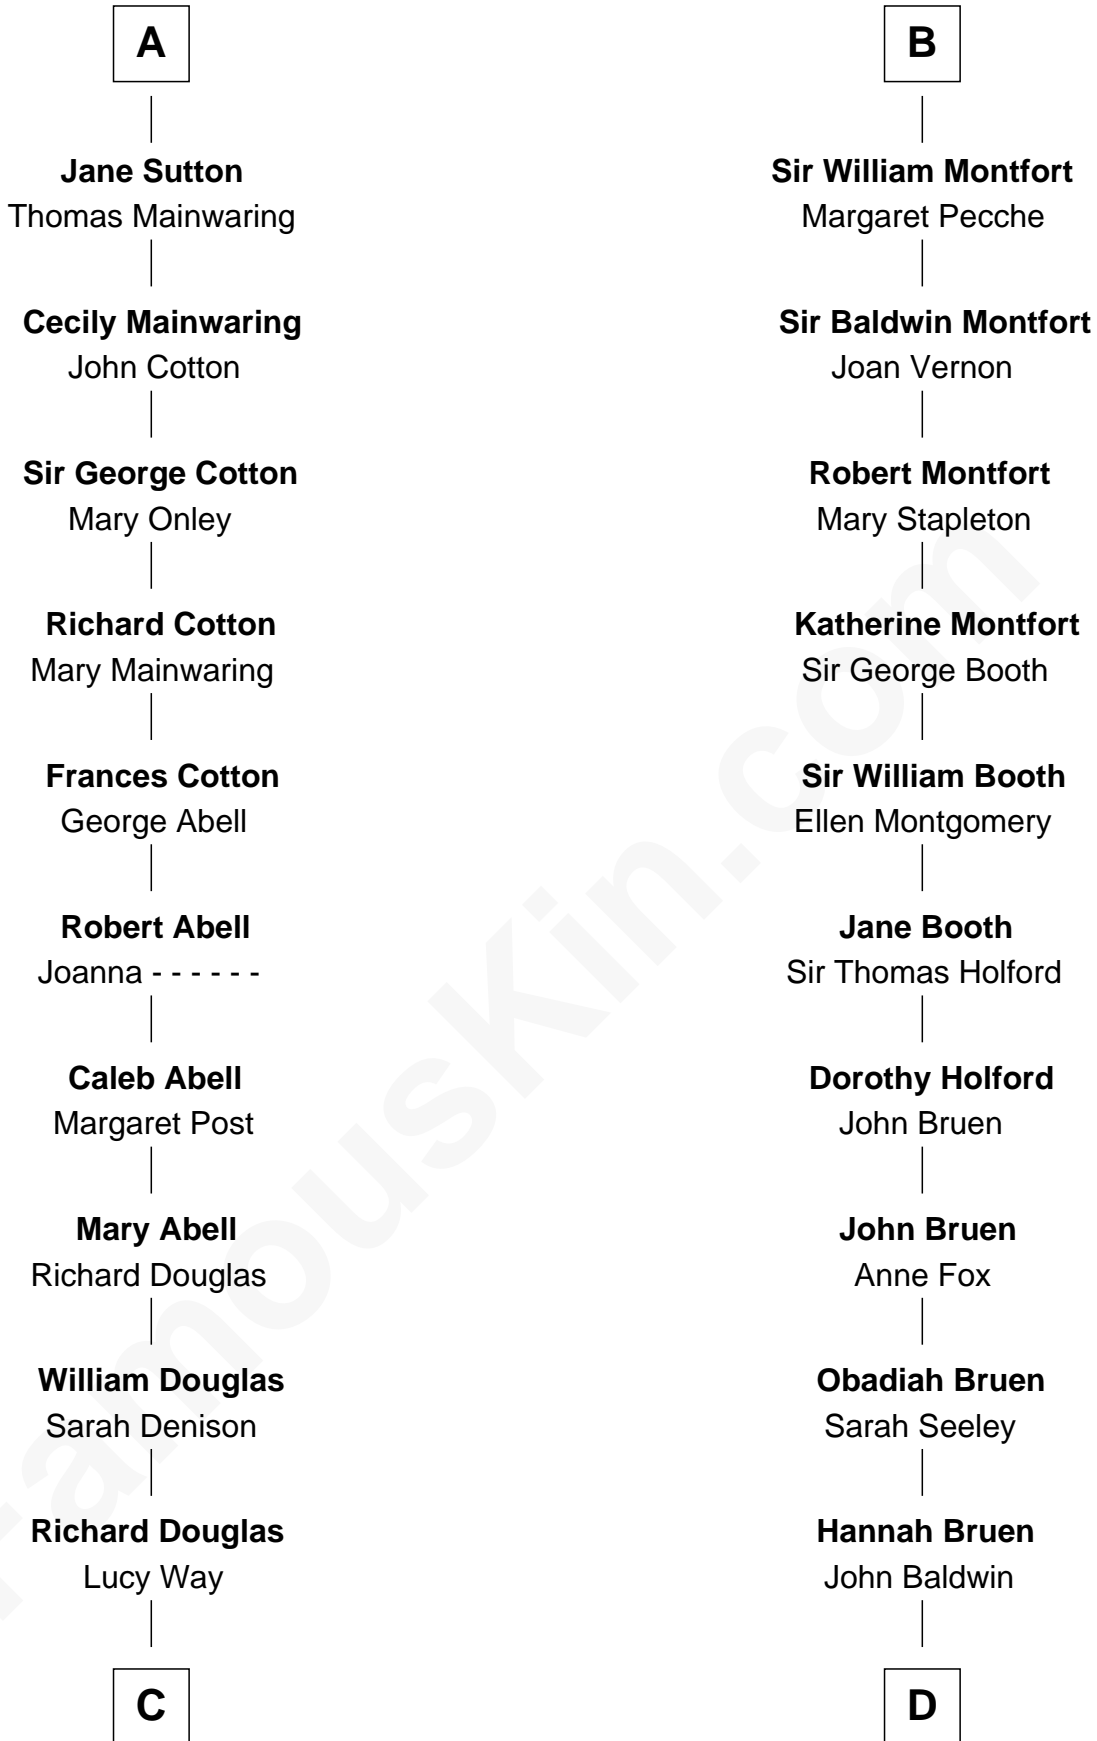 A
Jane Sutton
Thomas Mainwaring
Cecily Mainwaring
John Cotton
Sir George Cotton
Mary Onley
Richard Cotton
Mary Mainwaring
Frances Cotton
George Abell
Robert Abell
Joanna - - - - - -
Caleb Abell
Margaret Post
Mary Abell
Richard Douglas
William Douglas
Sarah Denison
Richard Douglas
Lucy Way
C
B
Sir William Montfort
Margaret Pecche
Sir Baldwin Montfort
Joan Vernon
Robert Montfort
Mary Stapleton
Katherine Montfort
Sir George Booth
Sir William Booth
Ellen Montgomery
Jane Booth
Sir Thomas Holford
Dorothy Holford
John Bruen
John Bruen
Anne Fox
Obadiah Bruen
Sarah Seeley
Hannah Bruen
John Baldwin
D
FamousKin.com